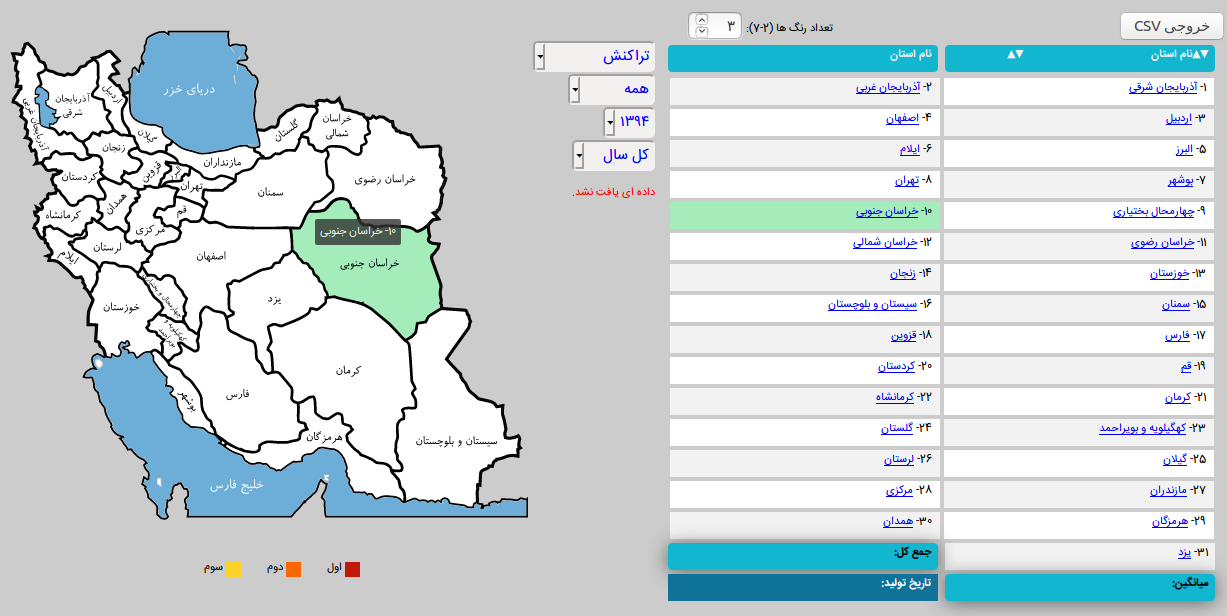 خروجی CSV
تعداد رنگ ها (۲-۷): ۳
▲▼نام استان ▲▼
نام استان
۱- آذربایجان شرقی
۲- آذربایجان غربی
۳- اردبیل
۴- اصفهان
۵- البرز
۶- ایلام
۷- بوشهر
۸- تهران
۹- چهارمحال بختیاری
۱۰- خراسان جنوبی
۱۱- خراسان رضوی
۱۲- خراسان شمالی
۱۳- خوزستان
۱۴- زنجان
۱۵- سمنان
۱۶- سیستان و بلوچستان
۱۷- فارس
۱۸- قزوین
۱۹- قم
۲۰- کردستان
۲۱- کرمان
۲۲- کرمانشاه
۲۳- کهگیلویه و بویراحمد
۲۴- گلستان
۲۵- گیلان
۲۶- لرستان
۲۷- مازندران
۲۸- مرکزی
۲۹- هرمزگان
۳۰- همدان
۳۱- یزد
جمع کل:
میانگین:
تاریخ تولید:
تراکنش
همه
۱۳۹۴
کل سال
داده ای یافت نشد.
دریای خزر
آذربایجان
شرقی
اردبیل
آذربایجان غربی
گیلان
زنجان
مازندران
گلستان
خراسان
شمالی
خراسان رضوی
سمنان
تهران
البرز
قزوین
کردستان
همدان
قم
مرکزی
کرمانشاه
لرستان
ایلام
اصفهان
۱۰- خراسان جنوبی
خراسان جنوبی
یزد
چهارمحال و بختیاری
خوزستان
کهگیلویه و
بویراحمد
کرمان
فارس
بوشهر
هرمزگان
سیستان و بلوچستان
خلیج فارس
اول
دوم
سوم